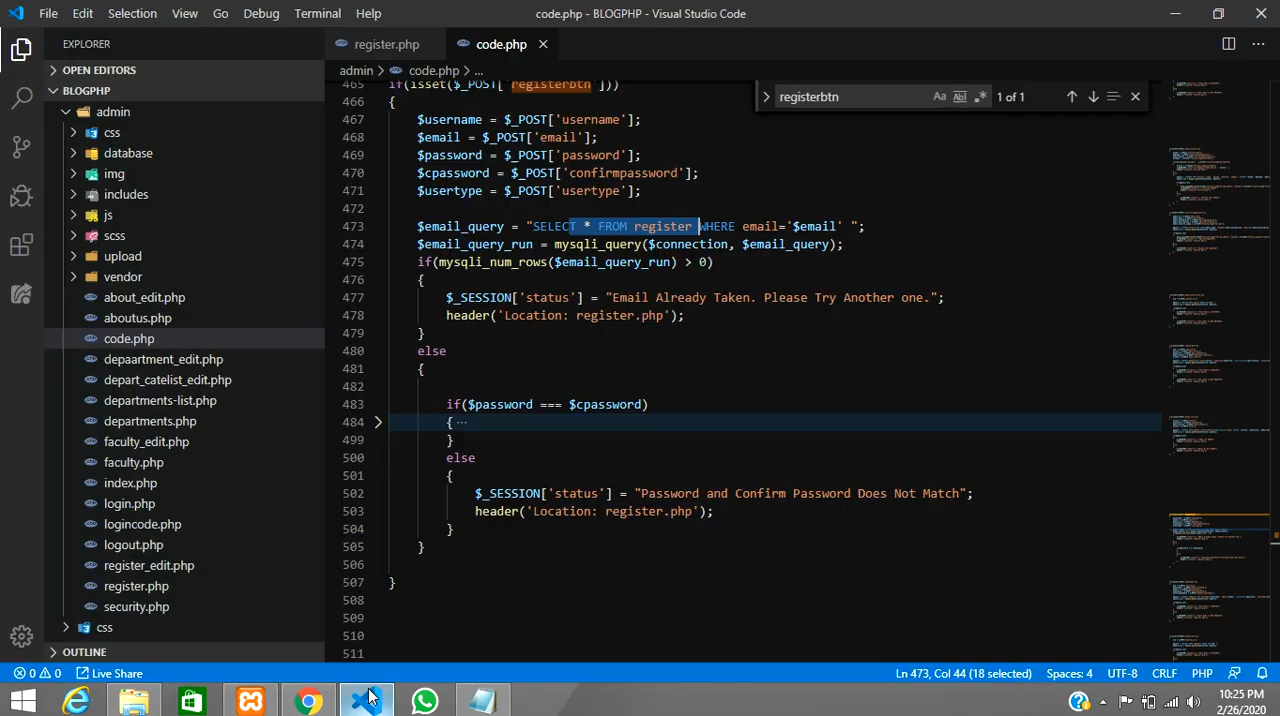 File Edit Selection View Go Debug Terminal Help
code.php - BLOGPHP - Visual Studio Code
EXPLORER
OPEN EDITORS
BLOGPHP
admin
css
database
img
includes
js
scss
upload
vendor
about_edit.php
aboutus.php
code.php
depaartment_edit.php
depart_catelist_edit.php
departments-list.php
departments.php
faculty_edit.php
faculty.php
index.php
login.php
logincode.php
logout.php
register_edit.php
register.php
security.php
css
OUTLINE
register.php
code.php
admin > code.php > ...
registerbtn
Aa Abl .* 1 of 1
465 if(isset($_POST['registerbtn']))
466 {
467 $username = $_POST['username'];
468 $email = $_POST['email'];
469 $password = $_POST['password'];
470 $_POST['confirmpassword'];
471 $usertype = $_POST['usertype'];
472
473 $email "SELECT * FROM register WHERE email='$email' ";
474 $email_query_run = mysqli_query($connection, $email_query);
475 if(mysqli rows($email_query_run) > 0)
476 {
477 $_SESSION['status'] = "Email Already Taken. Please Try Another one.";
478 header('Location: register.php');
479 }
480 else
481 {
482
483 if($password === $cpassword)
484 { ...
499 }
500 else
501 {
502 $_SESSION['status'] = "Password and Confirm Password Does Not Match";
503 header('Location: register.php');
504 }
505 }
506
507 }
508
509
510
511
0 0 Live Share
Ln 473, Col 44 (18 selected) Spaces: 4 UTF-8 CRLF PHP
10:25 PM
2/26/2020